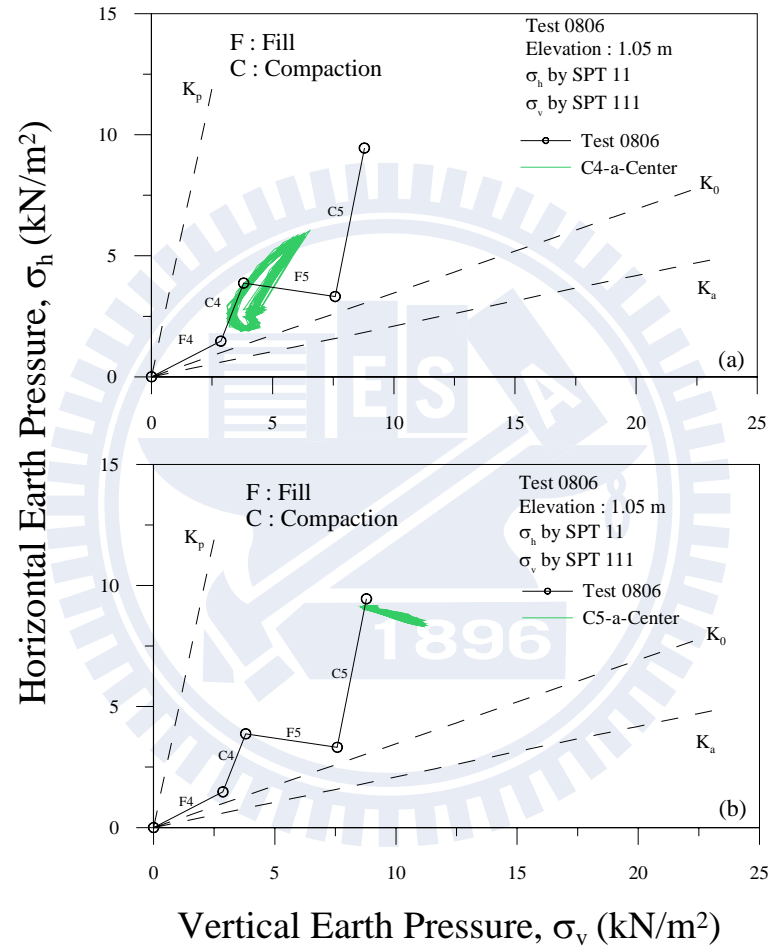 Horizontal Earth Pressure, σh (kN/m²)
15
10
5
0
F : Fill
C : Compaction
Test 0806
Elevation : 1.05 m
σh by SPT 11
σv by SPT 111
Test 0806
C4-a-Center
Kp
K0
Ka
F4
C4
F5
C5
(a)
0 5 10 15 20 25
15
10
5
0
F : Fill
C : Compaction
Test 0806
Elevation : 1.05 m
σh by SPT 11
σv by SPT 111
Test 0806
C5-a-Center
Kp
K0
Ka
F4
C4
F5
C5
(b)
0 5 10 15 20 25
Vertical Earth Pressure, σv (kN/m²)
E S A
1896